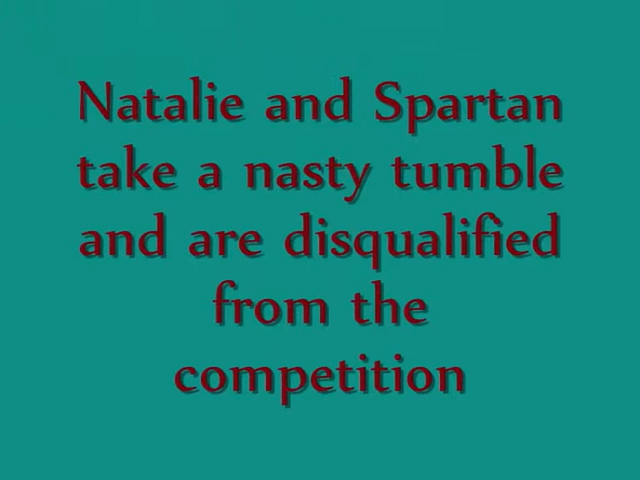 Natalie and Spartan
take a nasty tumble
and are disqualified
from the
competition